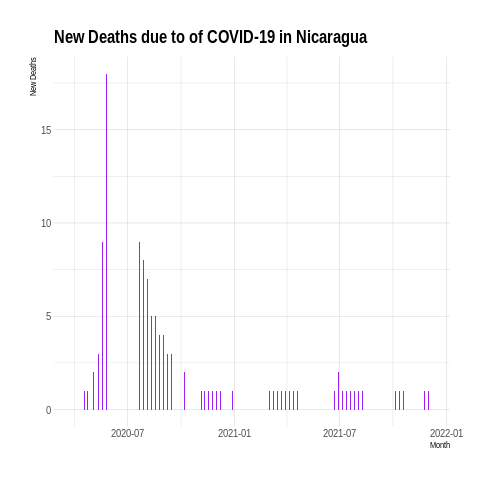 New Deaths due to of COVID-19 in Nicaragua
New Deaths
15
10
5
0
2020-07
2021-01
2021-07
2022-01
Month